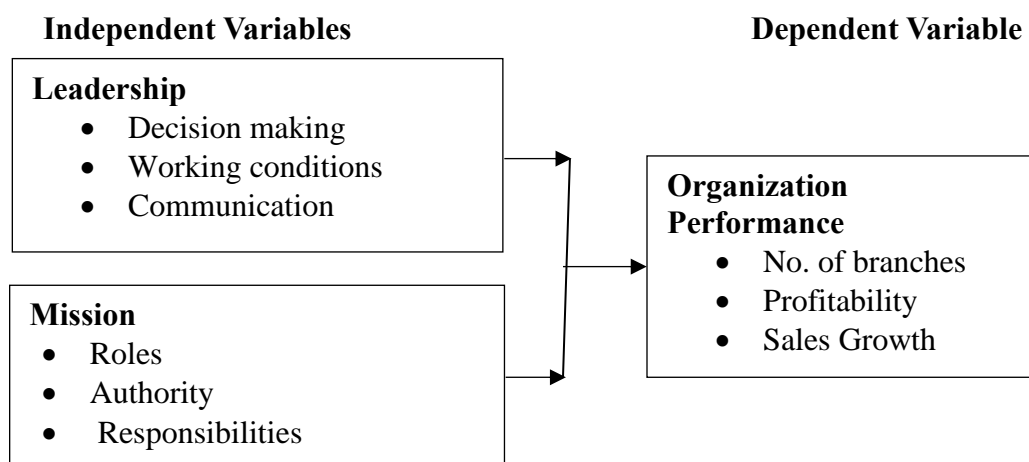 Independent Variables
Dependent Variable
Leadership
• Decision making
• Working conditions
• Communication
Organization
Performance
• No. of branches
• Profitability
• Sales Growth
Mission
• Roles
• Authority
• Responsibilities